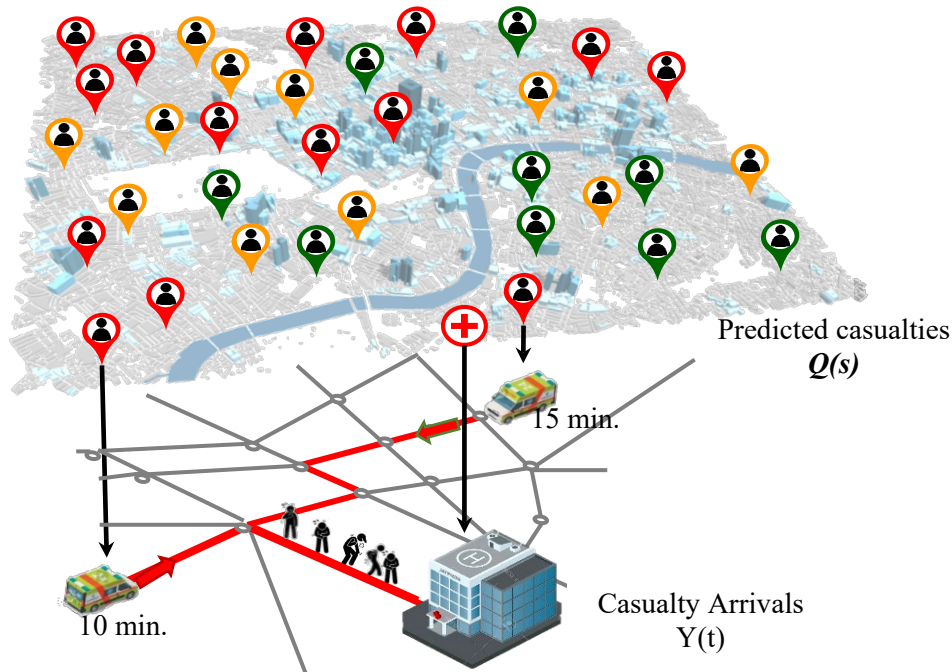 Predicted casualties
Q(s)
15 min.
10 min.
H
Casualty Arrivals
Y(t)